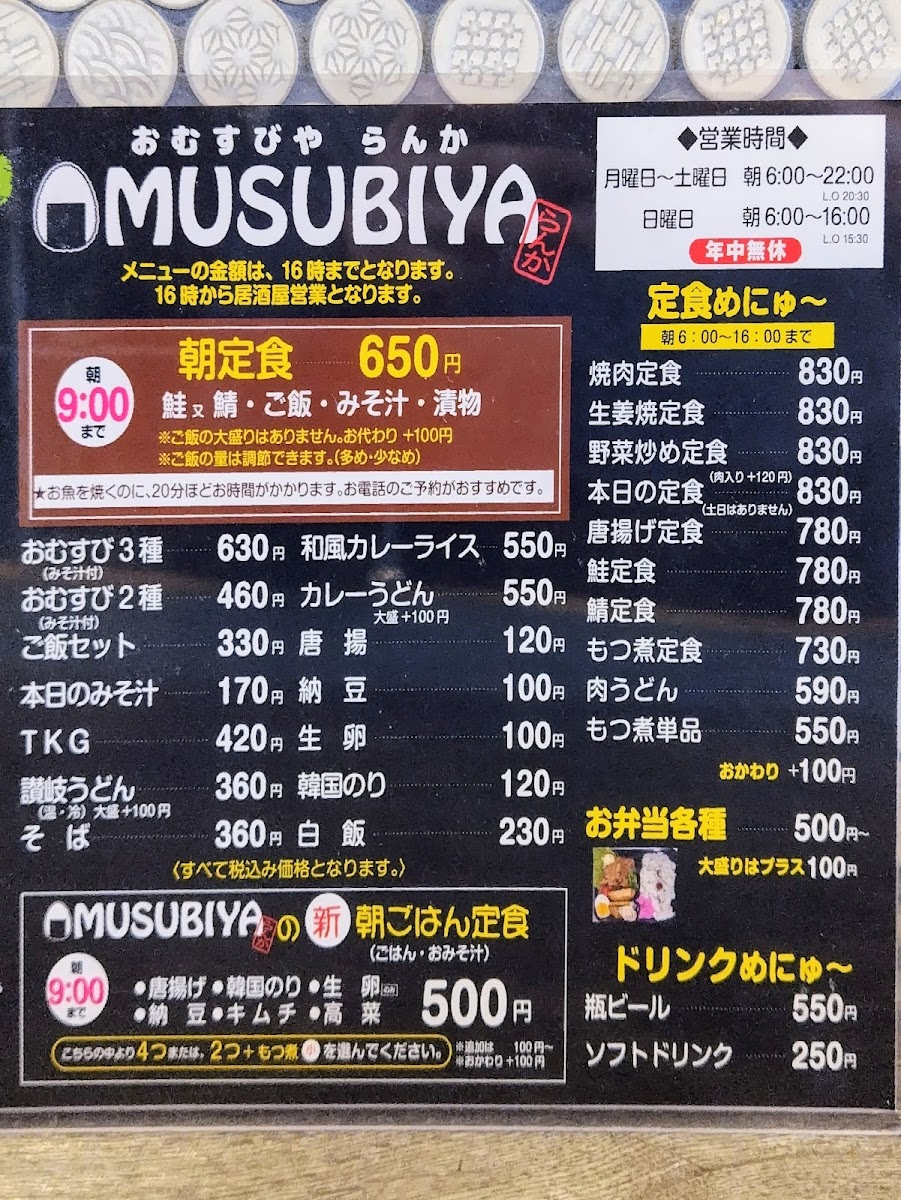 おむすびや らんか
OMUSUBIYA
らんか
メニューの金額は、16時までとなります。
16時から居酒屋営業となります。
◆営業時間◆
月曜日〜土曜日 朝6:00〜22:00
L.O 20:30
日曜日 朝6:00〜16:00
L.O 15:30
年中無休
朝
9:00
まで
朝定食 650円
鮭又鯖・ご飯・みそ汁・漬物
※ご飯の大盛りはありません。お代わり+100円
※ご飯の量は調節できます。(多め・少なめ)
★お魚を焼くのに、20分ほどお時間がかかります。お電話のご予約がおすすめです。
おむすび3種 630円
(みそ汁付)
おむすび2種 460円
(みそ汁付)
ご飯セット 330円
本日のみそ汁 170円
TKG 420円
讃岐うどん 360円
(温・冷) 大盛+100円
そば 360円
和風カレーライス 550円
カレーうどん 550円
大盛+100円
唐揚 120円
納豆 100円
生卵 100円
韓国のり 120円
白飯 230円
〈すべて税込み価格となります。〉
OMUSUBIYAらんかの新朝ごはん定食
(ごはん・おみそ汁)
朝
9:00
まで
•唐揚げ•韓国のり•生卵
•納豆•キムチ•高菜
500円
こちらの中より4つまたは、2つ+もつ煮小を選んでください。
※追加は 100円〜
※おかわり+100円
定食めにゅ〜
朝6:00〜16:00まで
焼肉定食 830円
生姜焼定食 830円
野菜炒め定食 830円
(肉入り+120円)
本日の定食 830円
(土日はありません)
唐揚げ定食 780円
鮭定食 780円
鯖定食 780円
もつ煮定食 730円
肉うどん 590円
もつ煮単品 550円
おかわり +100円
お弁当各種 500円〜
大盛りはプラス100円
ドリンクめにゅ〜
瓶ビール 550円
ソフトドリンク 250円